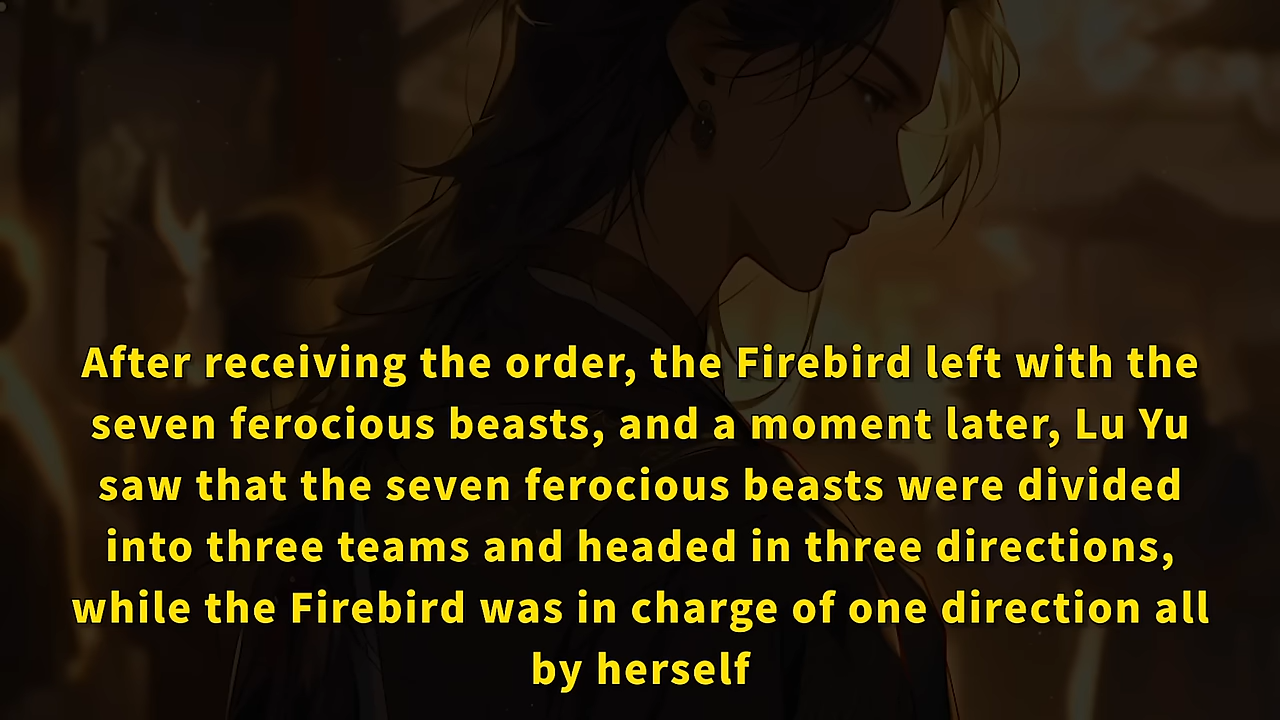 After receiving the order, the Firebird left with the
seven ferocious beasts, and a moment later, Lu Yu
saw that the seven ferocious beasts were divided
into three teams and headed in three directions,
while the Firebird was in charge of one direction all
by herself